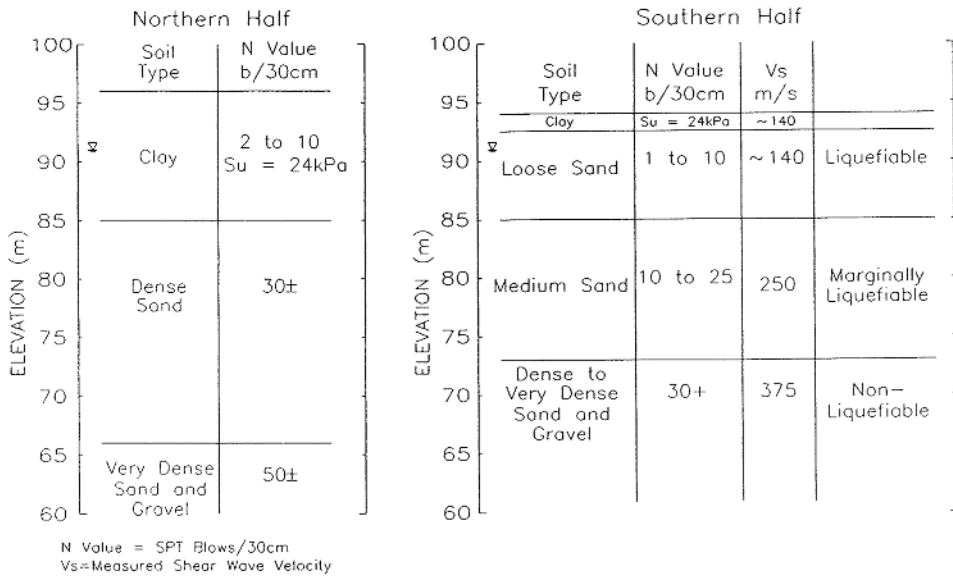 Northern Half
ELEVATION (m)
100
95
90
85
80
75
70
65
60
Soil Type
N Value b/30cm
Clay
2 to 10
Su = 24kPa
Dense Sand
30±
Very Dense Sand and Gravel
50±
N Value = SPT Blows/30cm
Vs=Measured Shear Wave Velocity
Southern Half
ELEVATION (m)
100
95
90
85
80
75
70
65
60
Soil Type
N Value b/30cm
Vs m/s
Clay
Su = 24kPa
~140
Loose Sand
1 to 10
~140
Liquefiable
Medium Sand
10 to 25
250
Marginally Liquefiable
Dense to Very Dense Sand and Gravel
30+
375
Non-Liquefiable